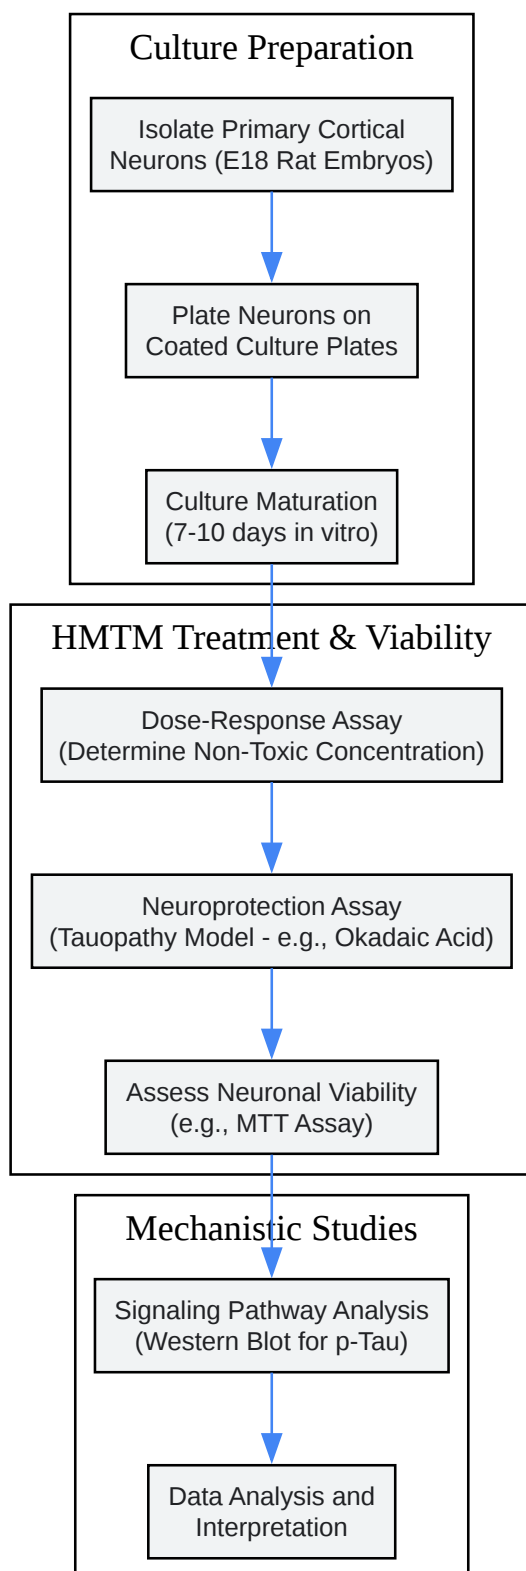 Culture Preparation
Isolate Primary Cortical
Neurons (E18 Rat Embryos)
Plate Neurons on
Coated Culture Plates
Culture Maturation
(7-10 days in vitro)
HMTM Treatment & Viability
Dose-Response Assay
(Determine Non-Toxic Concentration)
Neuroprotection Assay
(Tauopathy Model - e.g., Okadaic Acid)
Assess Neuronal Viability
(e.g., MTT Assay)
Mechanistic Studies
Signaling Pathway Analysis
(Western Blot for p-Tau)
Data Analysis and
Interpretation